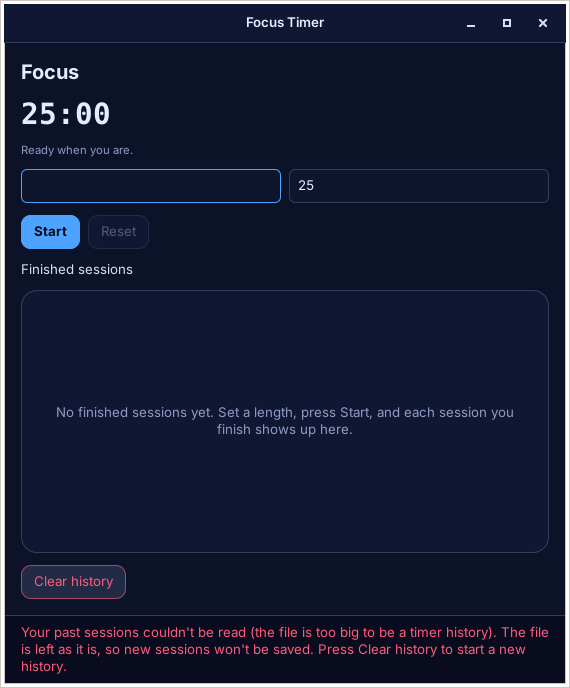 Focus Timer
Focus
25:00
Ready when you are.
25
Start
Reset
Finished sessions
No finished sessions yet. Set a length, press Start, and each session you
finish shows up here.
Clear history
Your past sessions couldn't be read (the file is too big to be a timer history). The file
is left as it is, so new sessions won't be saved. Press Clear history to start a new
history.